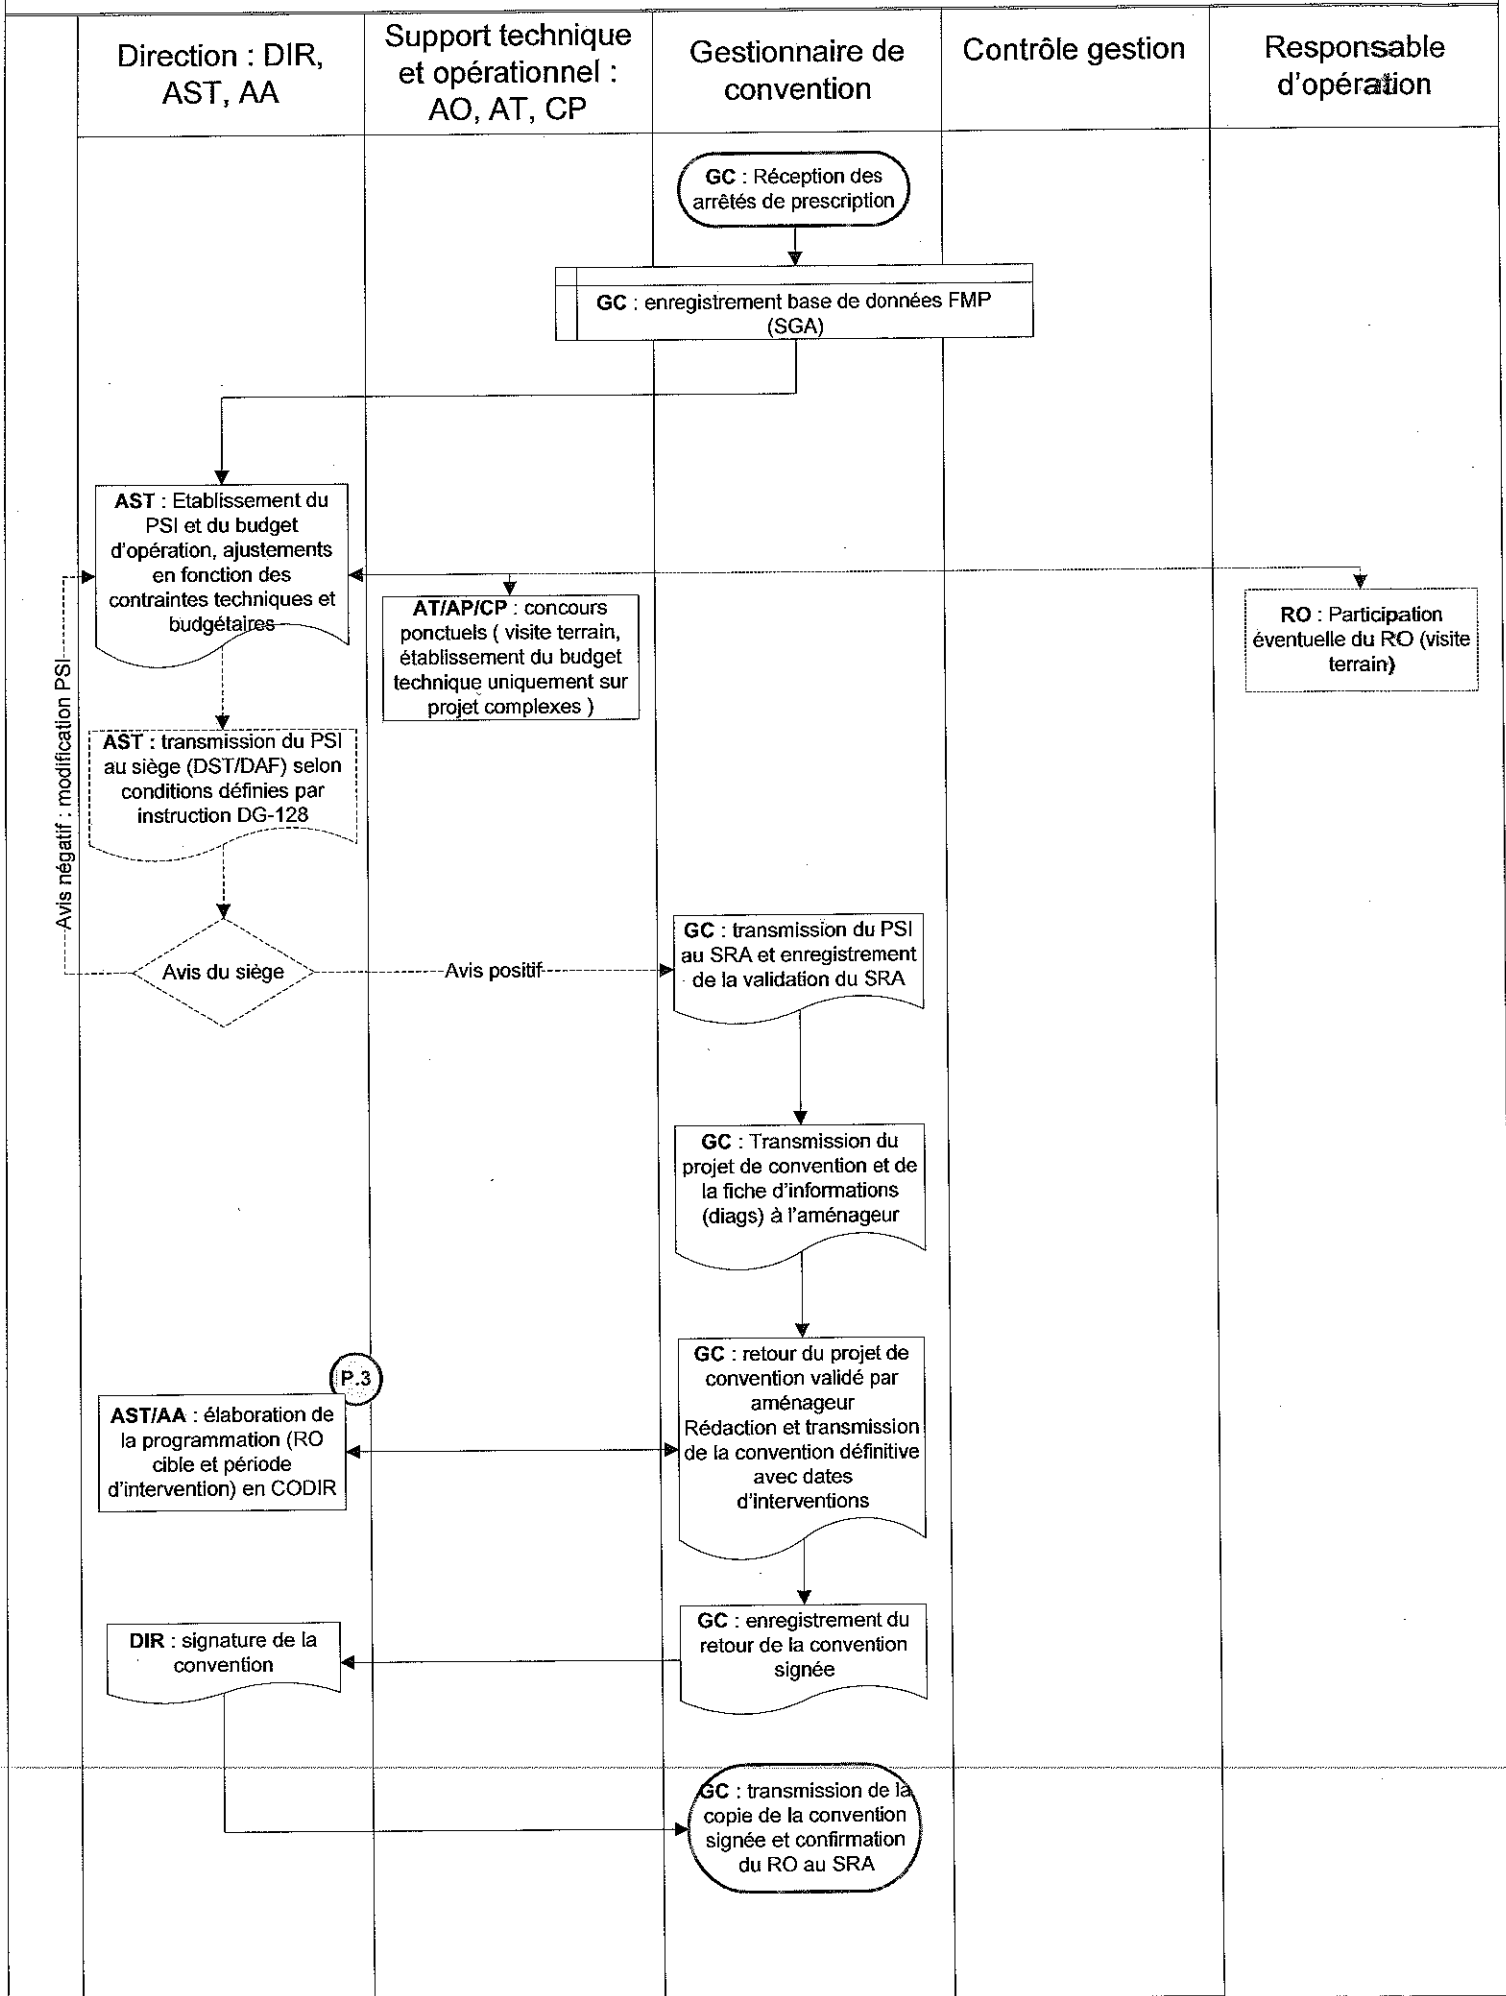 Direction : DIR,
AST, AA
Support technique
et opérationnel :
AO, AT, CP
Gestionnaire de
convention
Contrôle gestion
Responsable
d'opération
GC : Réception des
arrêtés de prescription
GC : enregistrement base de données FMP
(SGA)
AST : Etablissement du
PSI et du budget
d'opération, ajustements
en fonction des
contraintes techniques et
budgétaires
AT/AP/CP : concours
ponctuels ( visite terrain,
établissement du budget
technique uniquement sur
projet complexes )
RO : Participation
éventuelle du RO (visite
terrain)
Avis négatif : modification PSI
AST : transmission du PSI
au siège (DST/DAF) selon
conditions définies par
instruction DG-128
Avis du siège
Avis positif
GC : transmission du PSI
au SRA et enregistrement
de la validation du SRA
GC : Transmission du
projet de convention et de
la fiche d'informations
(diags) à l'aménageur
P.3
AST/AA : élaboration de
la programmation (RO
cible et période
d'intervention) en CODIR
GC : retour du projet de
convention validé par
aménageur
Rédaction et transmission
de la convention définitive
avec dates
d'interventions
DIR : signature de la
convention
GC : enregistrement du
retour de la convention
signée
GC : transmission de la
copie de la convention
signée et confirmation
du RO au SRA